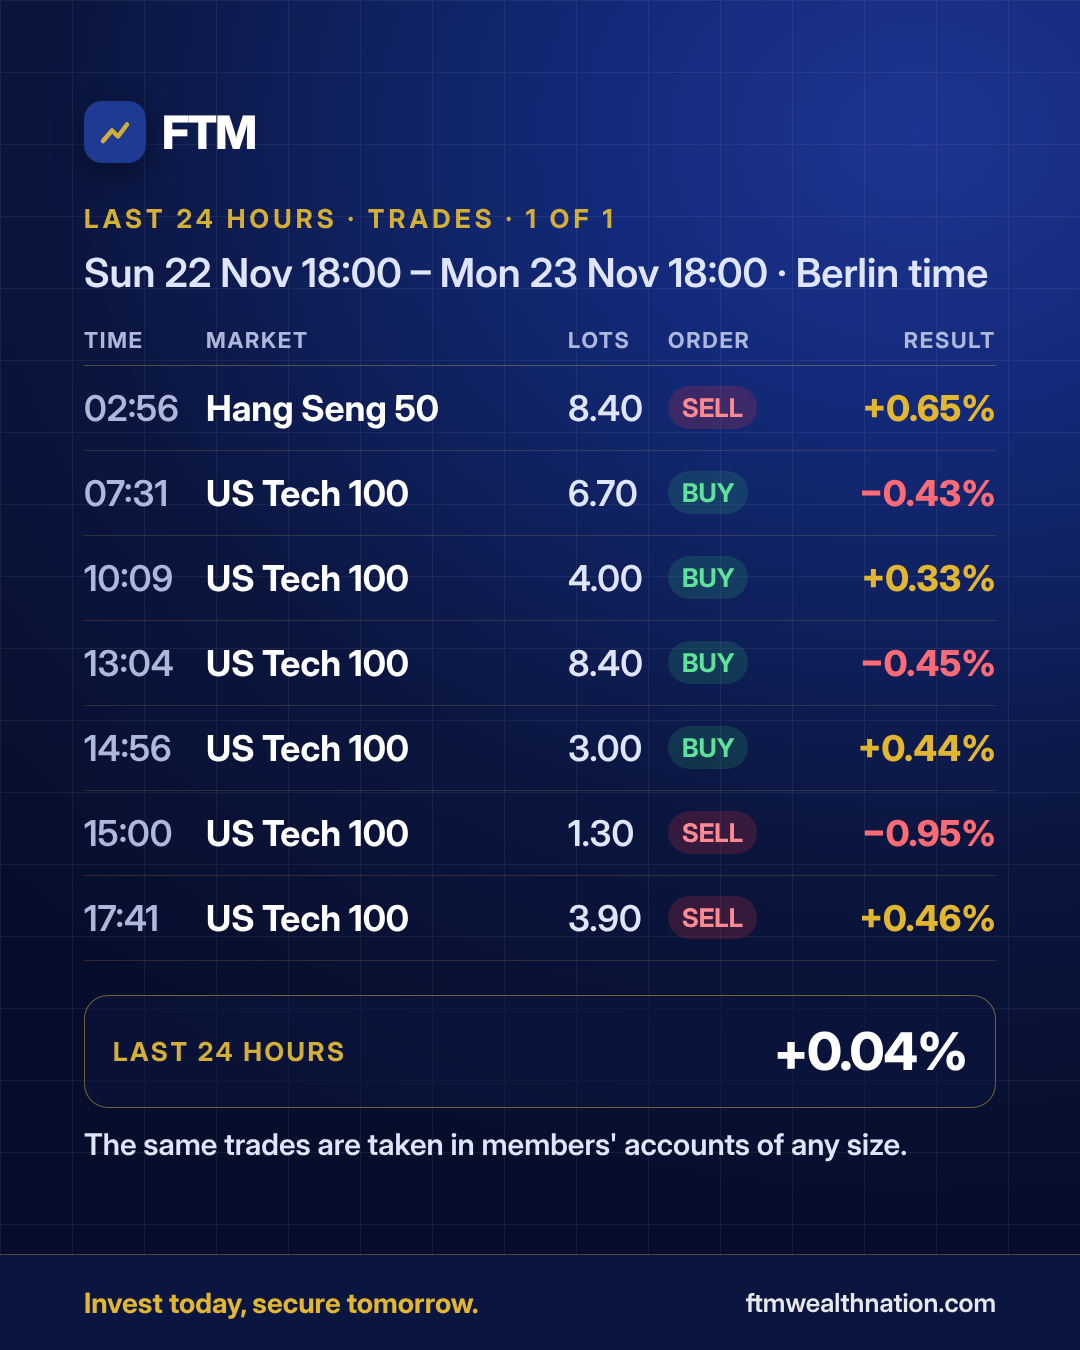 FTM
LAST 24 HOURS · TRADES · 1 OF 1
Sun 22 Nov 18:00 – Mon 23 Nov 18:00 · Berlin time
TIME MARKET LOTS ORDER RESULT
02:56 Hang Seng 50 8.40 SELL +0.65%
07:31 US Tech 100 6.70 BUY −0.43%
10:09 US Tech 100 4.00 BUY +0.33%
13:04 US Tech 100 8.40 BUY −0.45%
14:56 US Tech 100 3.00 BUY +0.44%
15:00 US Tech 100 1.30 SELL −0.95%
17:41 US Tech 100 3.90 SELL +0.46%
LAST 24 HOURS +0.04%
The same trades are taken in members' accounts of any size.
Invest today, secure tomorrow. ftmwealthnation.com